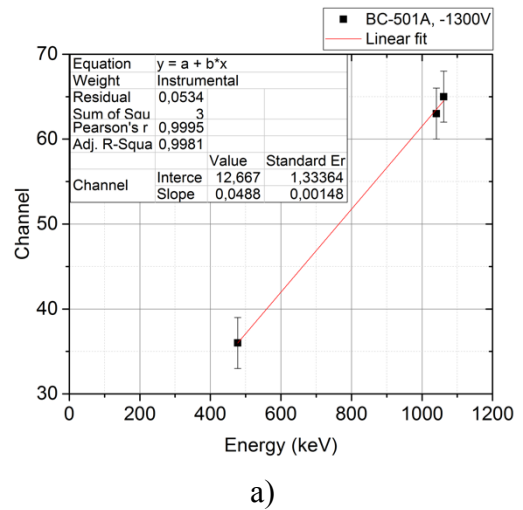 BC-501A, -1300V
Linear fit
Equation y = a + b*x
Weight Instrumental
Residual 0,0534
Sum of Squ 3
Pearson's r 0,9995
Adj. R-Squa 0,9981
Value Standard Er
Channel Interce 12,667 1,33364
Slope 0,0488 0,00148
70
60
50
40
30
Channel
0 200 400 600 800 1000 1200
Energy (keV)
a)